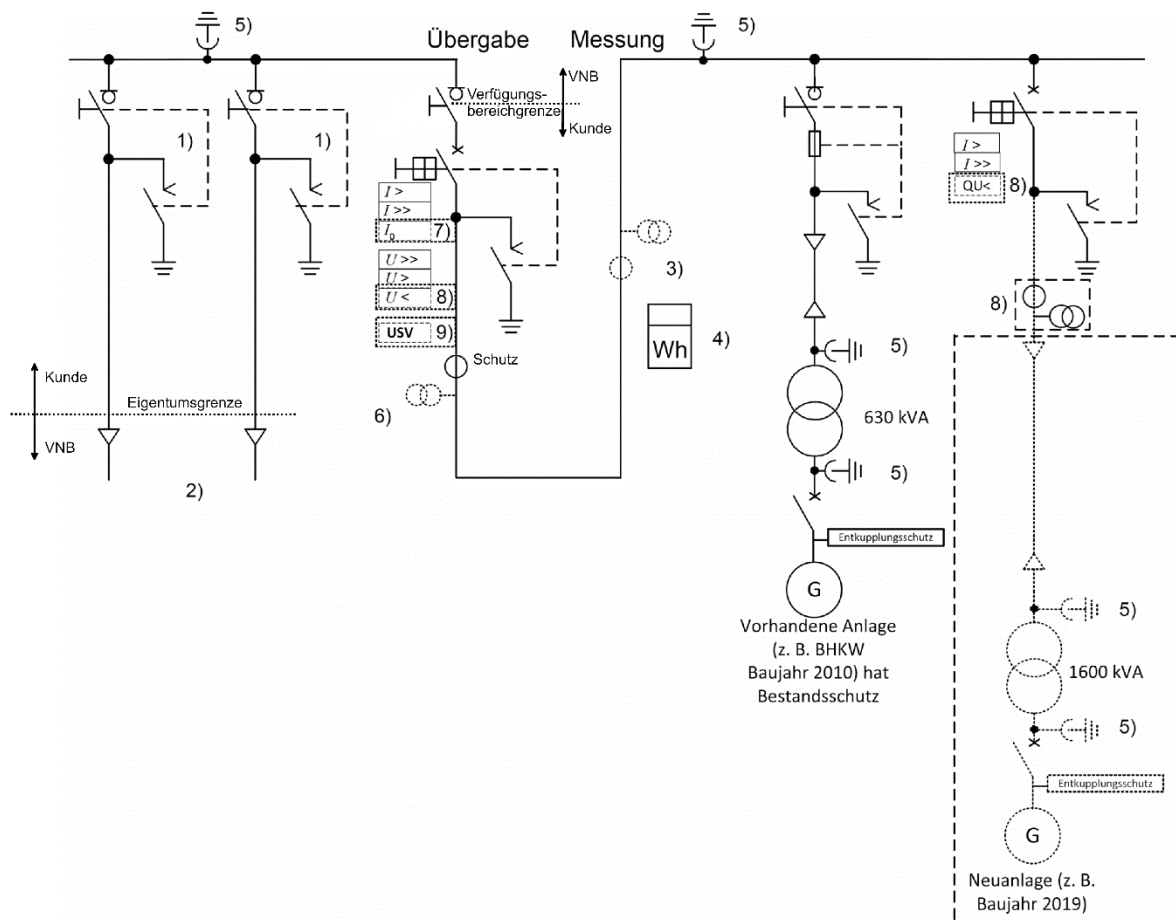 5)
Übergabe
Messung
5)
VNB
Verfügungs-
bereichgrenze
Kunde
1)
1)
I >
I >>
I0
7)
U >>
U >
U <
8)
USV
9)
Schutz
6)
3)
4)
Wh
I >
I >>
QU<
8)
8)
Kunde
Eigentumsgrenze
VNB
2)
5)
630 kVA
5)
Entkupplungsschutz
G
Vorhandene Anlage
(z. B. BHKW
Baujahr 2010) hat
Bestandsschutz
5)
1600 kVA
5)
Entkupplungsschutz
G
Neuanlage (z. B.
Baujahr 2019)